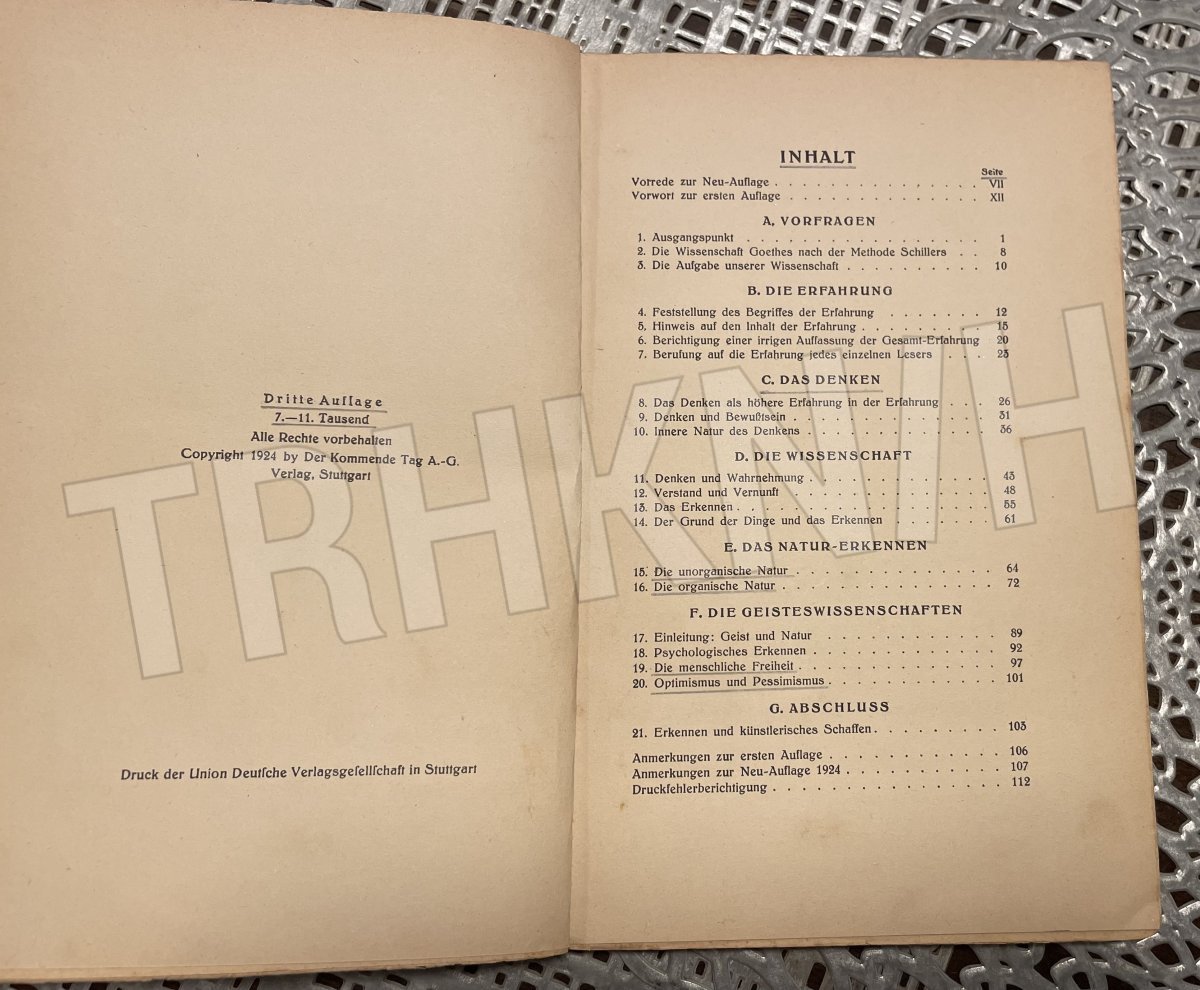 Dritte Auflage
7.—11. Tausend
Alle Rechte vorbehalten
Copyright 1924 by Der Kommende Tag A.-G.
Verlag, Stuttgart
Druck der Union Deutsche Verlagsgesellschaft in Stuttgart
INHALT
Seite
Vorrede zur Neu-Auflage . . . . . . . . . . . . . . . VII
Vorwort zur ersten Auflage . . . . . . . . . . . . . . XII
A. VORFRAGEN
1. Ausgangspunkt . . . . . . . . . . . . . . . . . 1
2. Die Wissenschaft Goethes nach der Methode Schillers . . 8
3. Die Aufgabe unserer Wissenschaft . . . . . . . . . . 10
B. DIE ERFAHRUNG
4. Feststellung des Begriffes der Erfahrung . . . . . . . 12
5. Hinweis auf den Inhalt der Erfahrung . . . . . . . . 15
6. Berichtigung einer irrigen Auffassung der Gesamt-Erfahrung 20
7. Berufung auf die Erfahrung jedes einzelnen Lesers . . . 23
C. DAS DENKEN
8. Das Denken als höhere Erfahrung in der Erfahrung . . . 26
9. Denken und Bewußtsein . . . . . . . . . . . . . . 31
10. Innere Natur des Denkens . . . . . . . . . . . . . 36
D. DIE WISSENSCHAFT
11. Denken und Wahrnehmung . . . . . . . . . . . . . 43
12. Verstand und Vernunft . . . . . . . . . . . . . . 48
13. Das Erkennen . . . . . . . . . . . . . . . . . . 55
14. Der Grund der Dinge und das Erkennen . . . . . . . 61
E. DAS NATUR-ERKENNEN
15. Die unorganische Natur . . . . . . . . . . . . . . 64
16. Die organische Natur . . . . . . . . . . . . . . . 72
F. DIE GEISTESWISSENSCHAFTEN
17. Einleitung: Geist und Natur . . . . . . . . . . . . 89
18. Psychologisches Erkennen . . . . . . . . . . . . . 92
19. Die menschliche Freiheit . . . . . . . . . . . . . . 97
20. Optimismus und Pessimismus . . . . . . . . . . . . 101
G. ABSCHLUSS
21. Erkennen und künstlerisches Schaffen . . . . . . . . . 103
Anmerkungen zur ersten Auflage . . . . . . . . . . . . 106
Anmerkungen zur Neu-Auflage 1924 . . . . . . . . . . . 107
Druckfehlerberichtigung . . . . . . . . . . . . . . . . 112
TRHKN/H